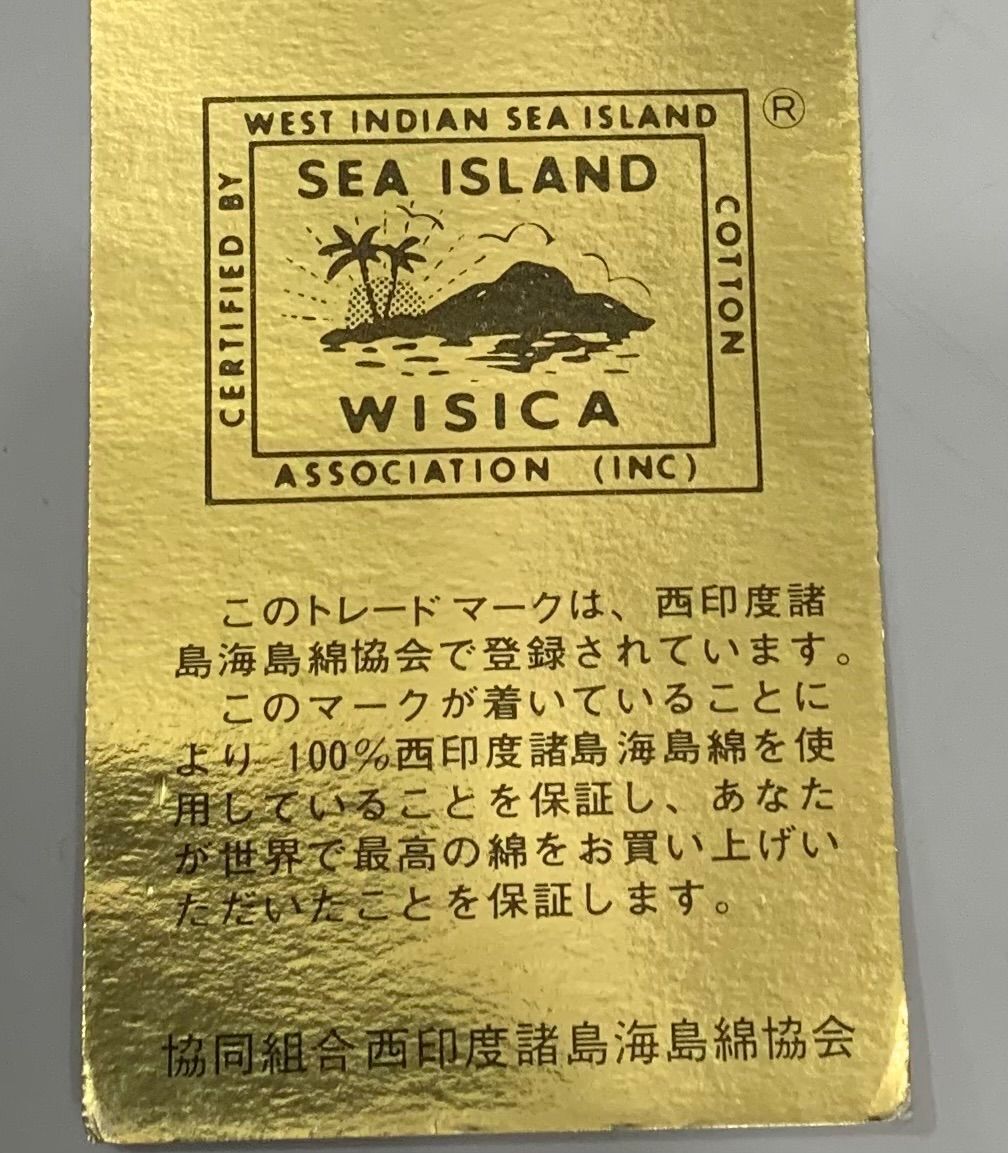 WEST INDIAN SEA ISLAND
®
CERTIFIED BY
SEA ISLAND
COTTON
WISICA
ASSOCIATION (INC)
このトレードマークは、西印度諸
島海島綿協会で登録されています。
このマークが着いていることに
より 100%西印度諸島海島綿を使
用していることを保証し、あなた
が世界で最高の綿をお買い上げい
ただいたことを保証します。
協同組合西印度諸島海島綿協会